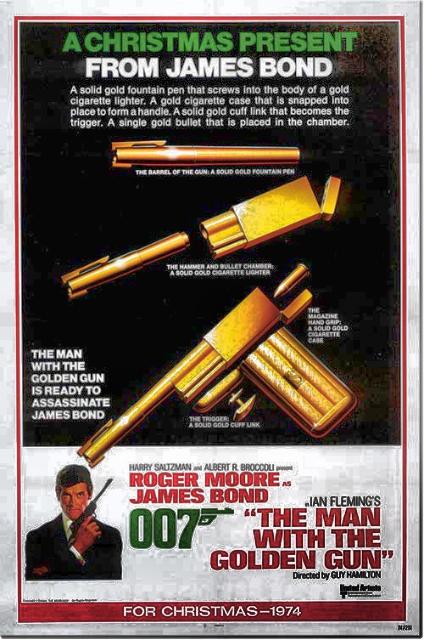 A CHRISTMAS PRESENT
FROM JAMES BOND
A solid gold fountain pen that screws into the body of a gold
cigarette lighter. A gold cigarette case that is snapped into
place to form a handle. A solid gold cuff link that becomes the
trigger. A single gold bullet that is placed in the chamber.
THE BARREL OF THE GUN: A SOLID GOLD FOUNTAIN PEN
THE HAMMER AND BULLET CHAMBER:
A SOLID GOLD CIGARETTE LIGHTER
THE
MAGAZINE
HAND GRIP:
A SOLID GOLD
CIGARETTE
CASE
THE MAN
WITH THE
GOLDEN GUN
IS READY TO
ASSASSINATE
JAMES BOND
THE TRIGGER:
A SOLID GOLD CUFF LINK
HARRY SALTZMAN and ALBERT R. BROCCOLI present
ROGER MOORE AS
JAMES BOND
007
in IAN FLEMING'S
"THE MAN
WITH THE
GOLDEN GUN"
Directed by GUY HAMILTON
United Artists
FOR CHRISTMAS—1974